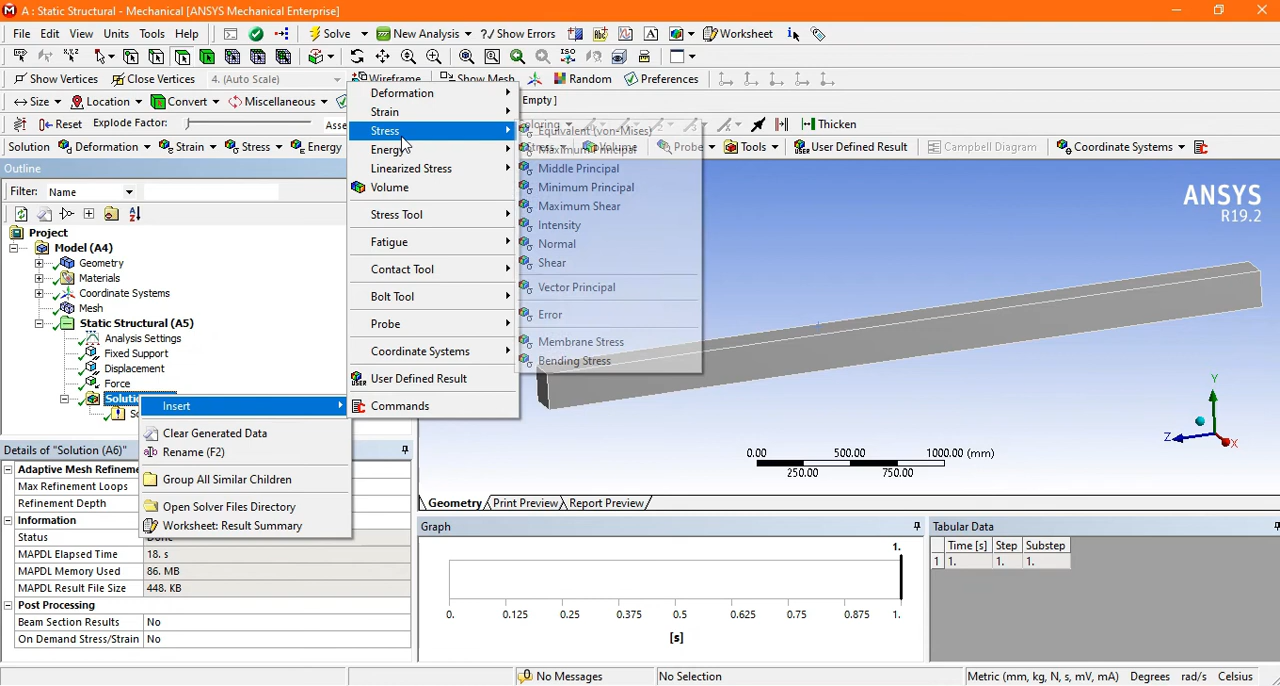 A : Static Structural - Mechanical [ANSYS Mechanical Enterprise]
File Edit View Units Tools Help Solve New Analysis ?/ Show Errors Worksheet
Show Vertices Close Vertices 4. (Auto Scale) Wireframe Show Mesh Random Preferences
Size Location Convert Miscellaneous Empty ]
Reset Explode Factor: Asse oloring Thicken
Solution Deformation Strain Stress Energy Stress Volume Probe Tools User Defined Result Campbell Diagram Coordinate Systems
Outline
Filter: Name
Project
Model (A4)
Geometry
Materials
Coordinate Systems
Mesh
Static Structural (A5)
Analysis Settings
Fixed Support
Displacement
Force
Solutio
So
Insert
Clear Generated Data
Rename (F2)
Group All Similar Children
Open Solver Files Directory
Worksheet: Result Summary
Deformation
Strain
Stress
Energy
Linearized Stress
Volume
Stress Tool
Fatigue
Contact Tool
Bolt Tool
Probe
Coordinate Systems
User Defined Result
Commands
Equivalent (von-Mises)
Maximum Principal
Middle Principal
Minimum Principal
Maximum Shear
Intensity
Normal
Shear
Vector Principal
Error
Membrane Stress
Bending Stress
ANSYS
R19.2
Y
Z
X
0.00 500.00 1000.00 (mm)
250.00 750.00
Geometry Print Preview Report Preview
Details of "Solution (A6)"
Adaptive Mesh Refineme
Max Refinement Loops
Refinement Depth
Information
Status Done
MAPDL Elapsed Time 18. s
MAPDL Memory Used 86. MB
MAPDL Result File Size 448. KB
Post Processing
Beam Section Results No
On Demand Stress/Strain No
Graph
1.
0. 0.125 0.25 0.375 0.5 0.625 0.75 0.875 1.
[s]
Tabular Data
Time [s] Step Substep
1 1. 1. 1.
No Messages No Selection Metric (mm, kg, N, s, mV, mA) Degrees rad/s Celsius